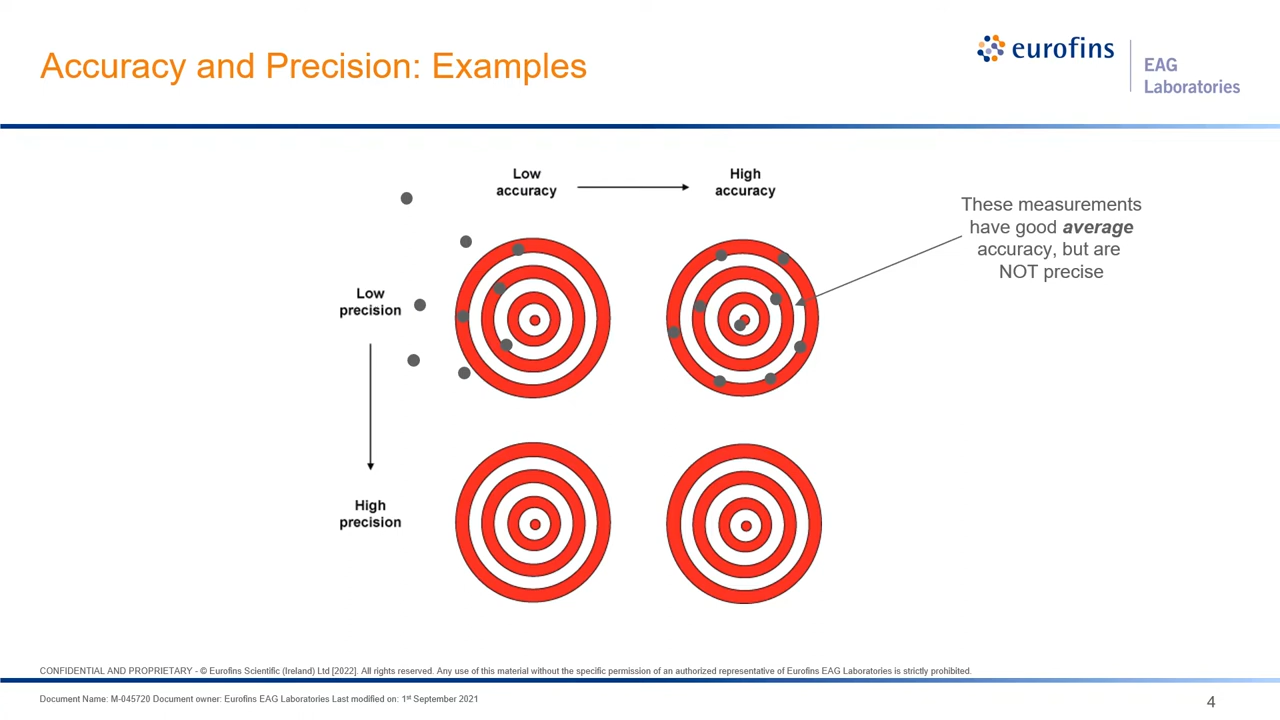 Accuracy and Precision: Examples
eurofins
EAG
Laboratories
Low
accuracy
High
accuracy
These measurements
have good average
accuracy, but are
NOT precise
Low
precision
High
precision
CONFIDENTIAL AND PROPRIETARY - © Eurofins Scientific (Ireland) Ltd [2022]. All rights reserved. Any use of this material without the specific permission of an authorized representative of Eurofins EAG Laboratories is strictly prohibited.
Document Name: M-045720 Document owner: Eurofins EAG Laboratories Last modified on: 1st September 2021
4